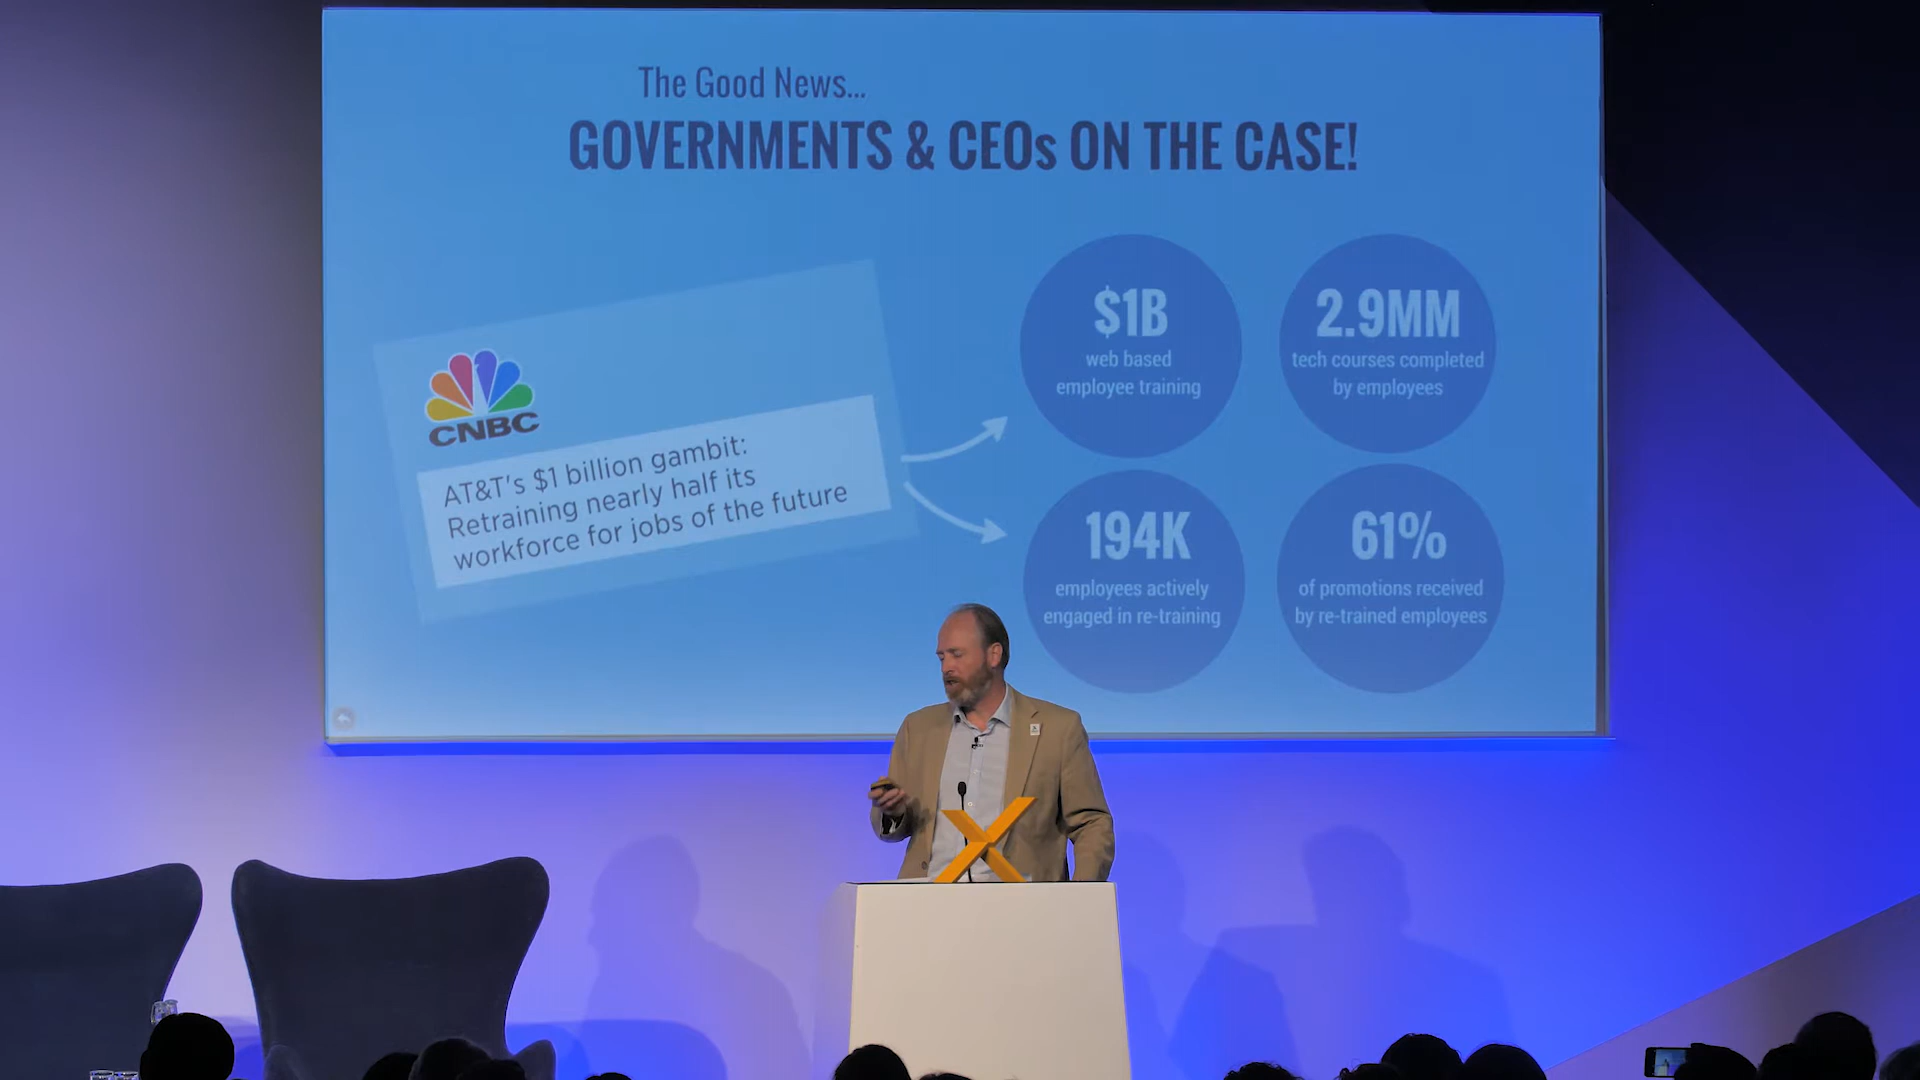 The Good News...
GOVERNMENTS & CEOs ON THE CASE!
CNBC
AT&T's $1 billion gambit:
Retraining nearly half its
workforce for jobs of the future
$1B
web based
employee training
2.9MM
tech courses completed
by employees
194K
employees actively
engaged in re-training
61%
of promotions received
by re-trained employees
X